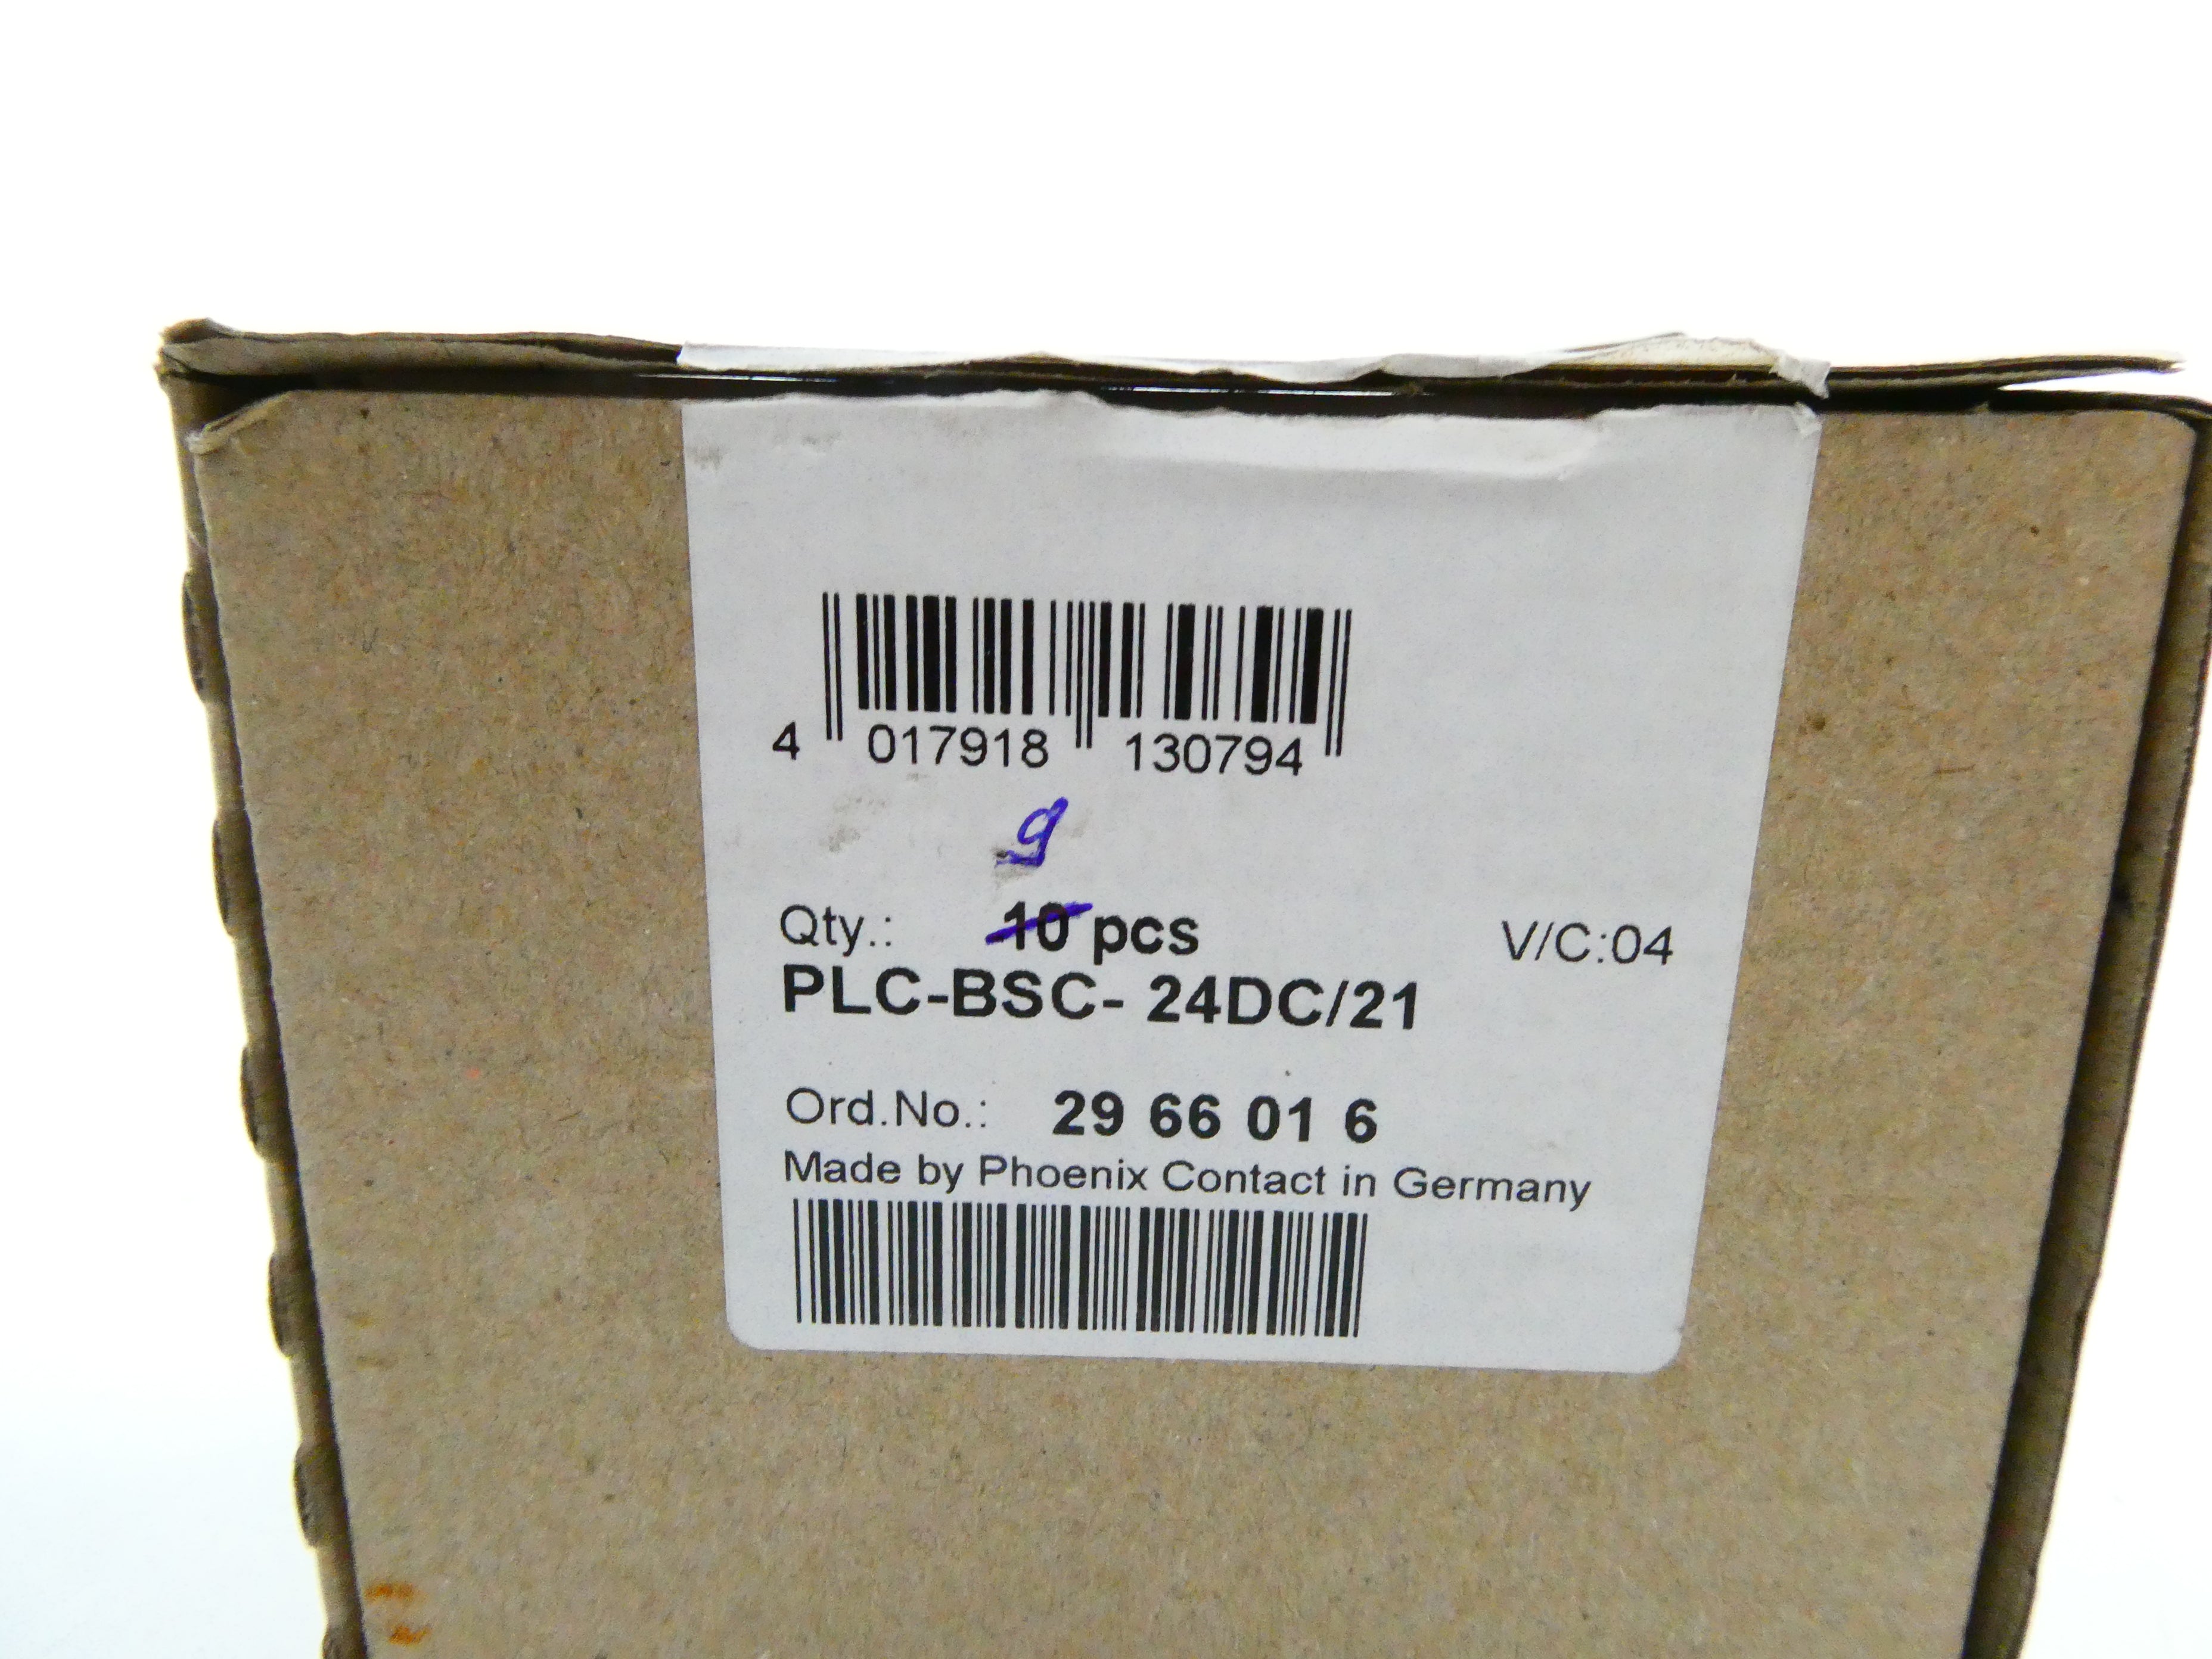 4 017918 130794
9
Qty.: 10 pcs V/C:04
PLC-BSC- 24DC/21
Ord.No.: 29 66 01 6
Made by Phoenix Contact in Germany